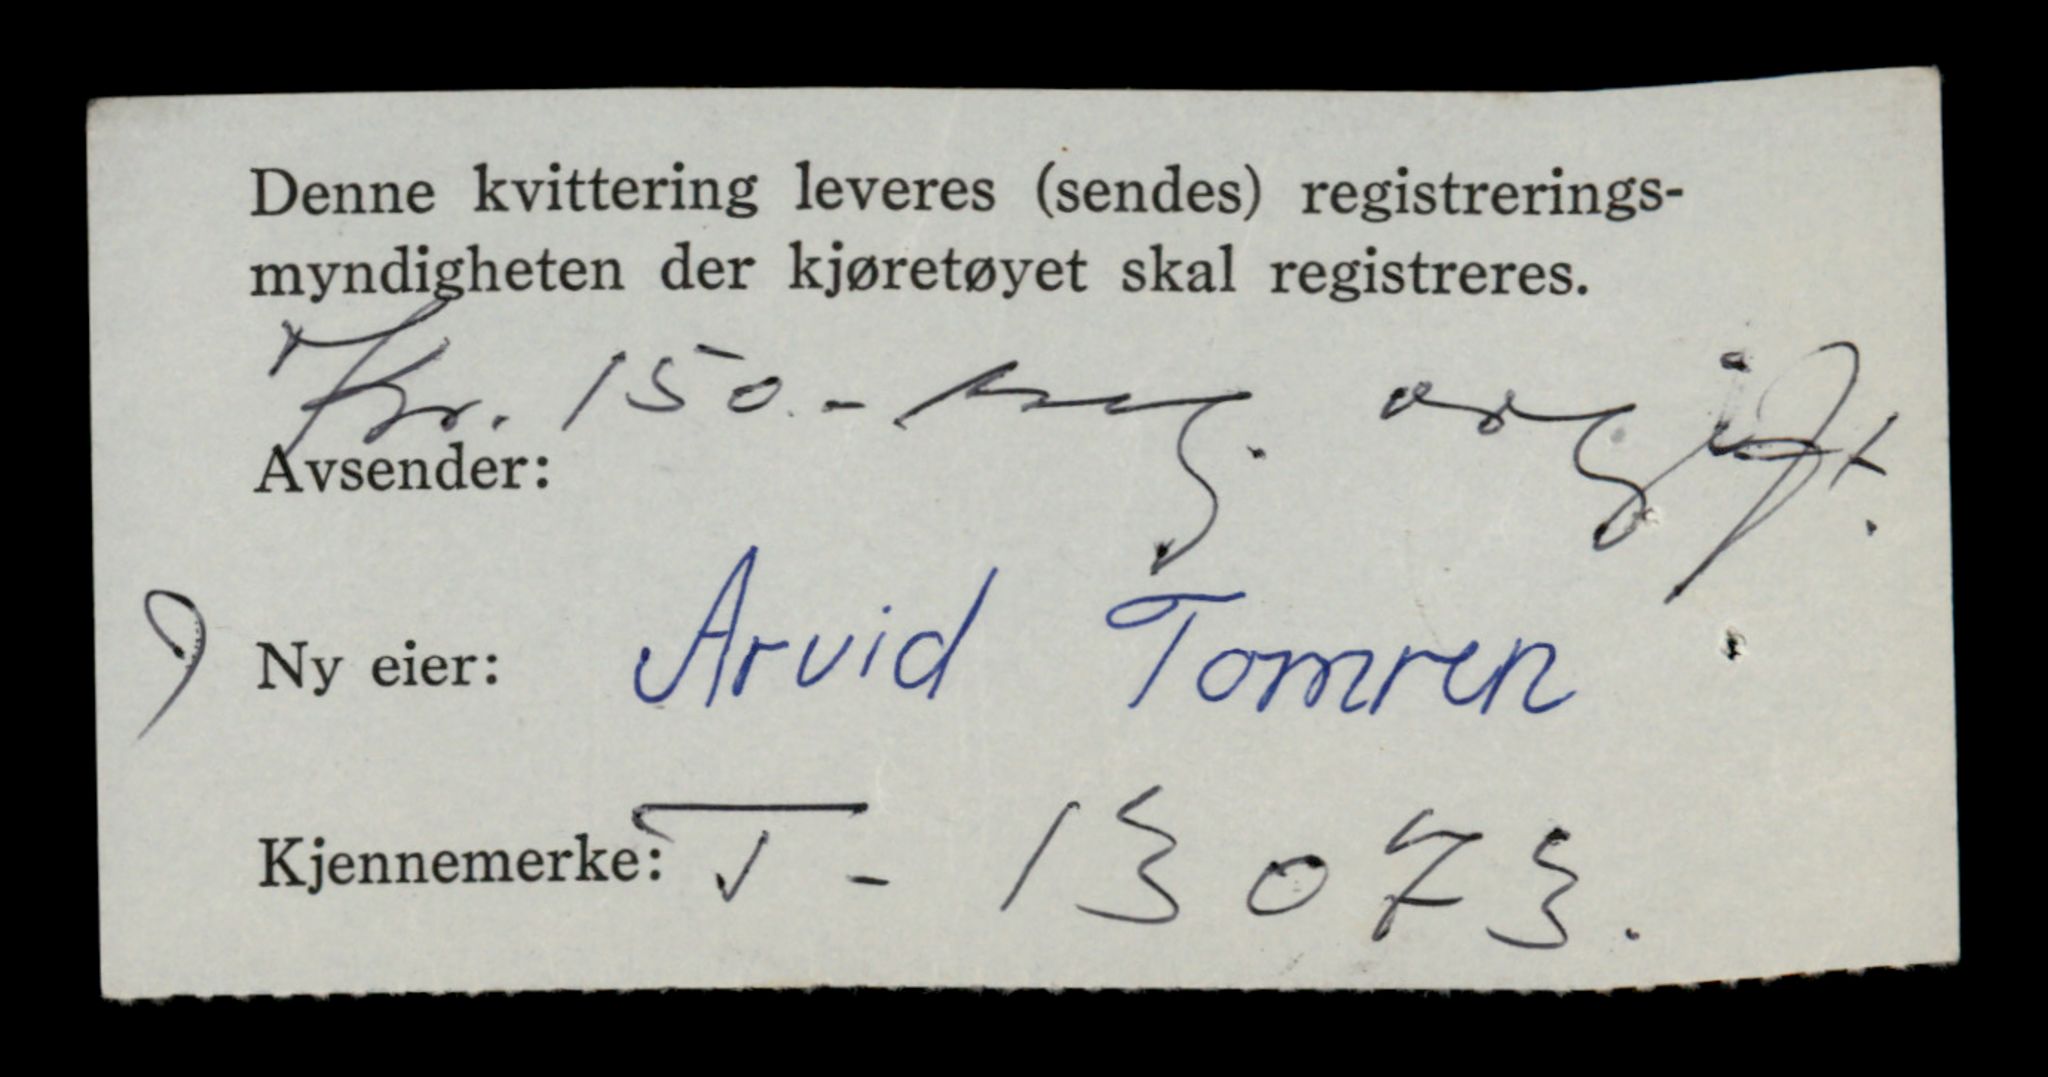 Denne kvittering leveres (sendes) registrerings-
myndigheten der kjøretøyet skal registreres.
Kr. 150.- avgift.
Avsender:
Ny eier: Arvid Tomren
Kjennemerke: T - 13073.